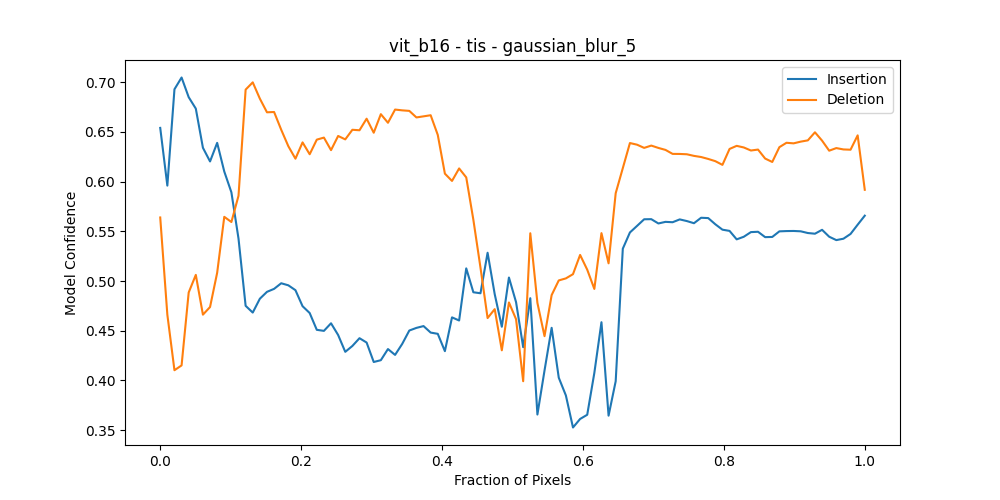 vit_b16 - tis - gaussian_blur_5
Insertion
Deletion
Model Confidence
0.70
0.65
0.60
0.55
0.50
0.45
0.40
0.35
0.0
0.2
0.4
0.6
0.8
1.0
Fraction of Pixels